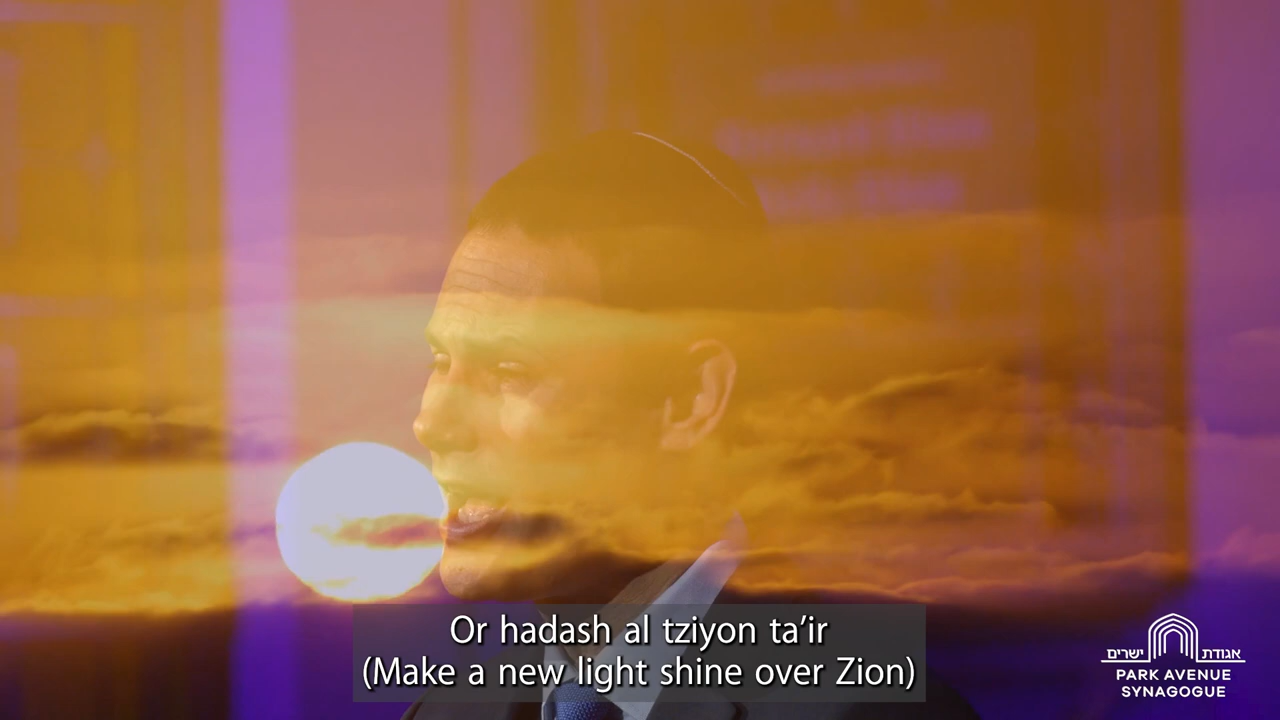 Or hadash al tziyon ta’ir
(Make a new light shine over Zion)
אגודת ישרים
PARK AVENUE
SYNAGOGUE